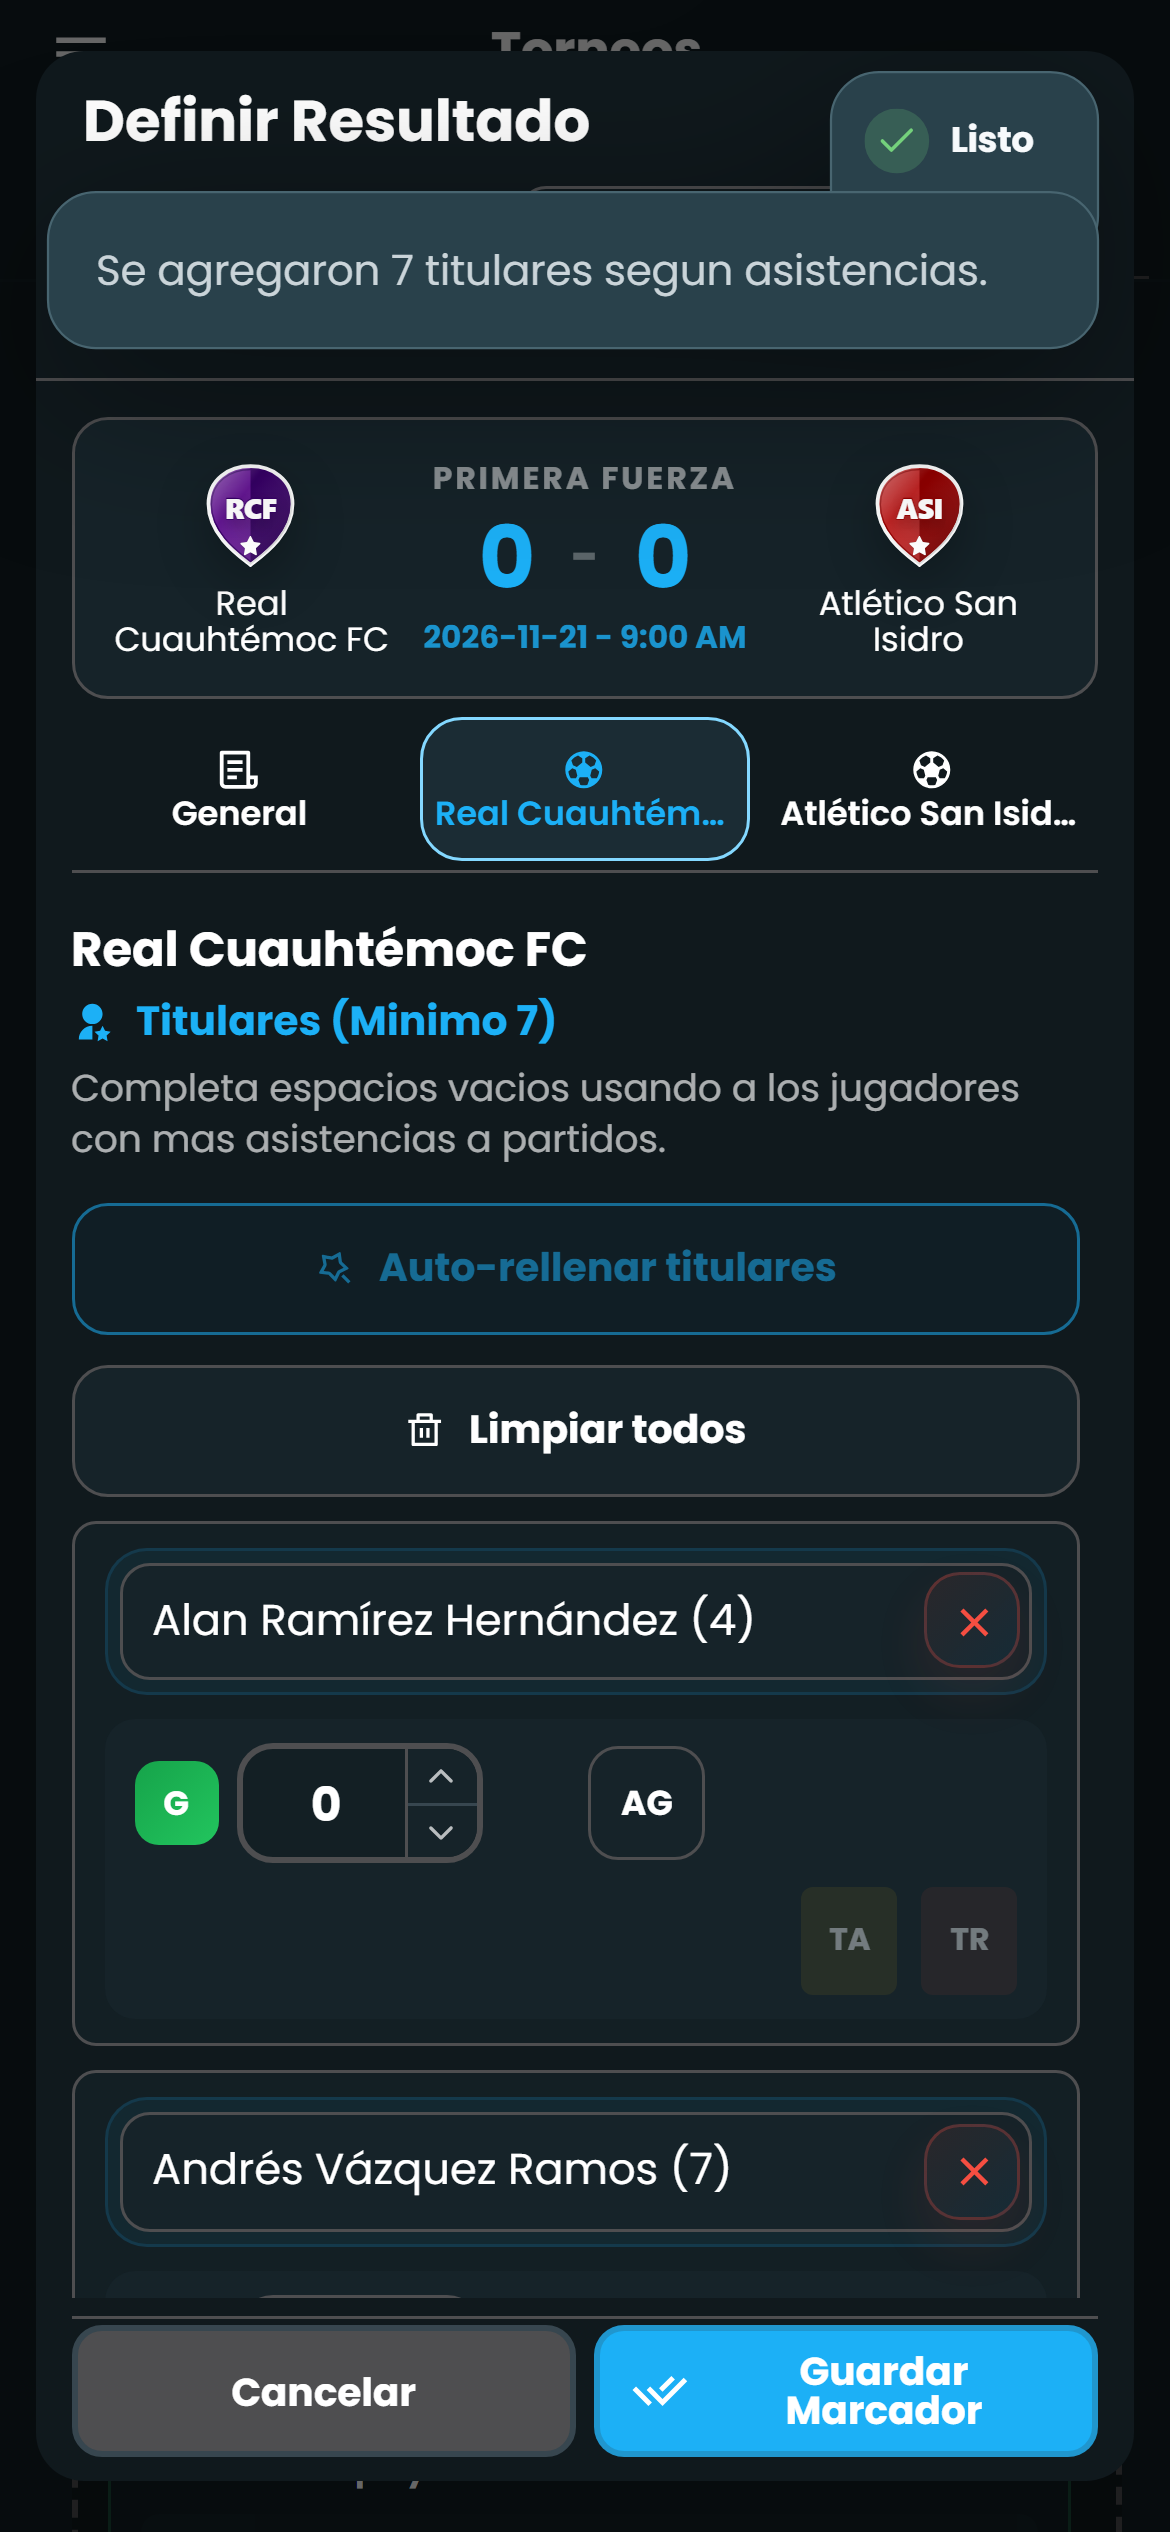 Torneos
Definir Resultado
Listo
Se agregaron 7 titulares segun asistencias.
RCF
PRIMERA FUERZA
ASI
0 - 0
Real
Cuauhtémoc FC
2026-11-21 - 9:00 AM
Atlético San
Isidro
General
Real Cuauhtém...
Atlético San Isid...
Real Cuauhtémoc FC
Titulares (Minimo 7)
Completa espacios vacios usando a los jugadores
con mas asistencias a partidos.
Auto-rellenar titulares
Limpiar todos
Alan Ramírez Hernández (4)
G
0
AG
TA
TR
Andrés Vázquez Ramos (7)
Cancelar
Guardar
Marcador